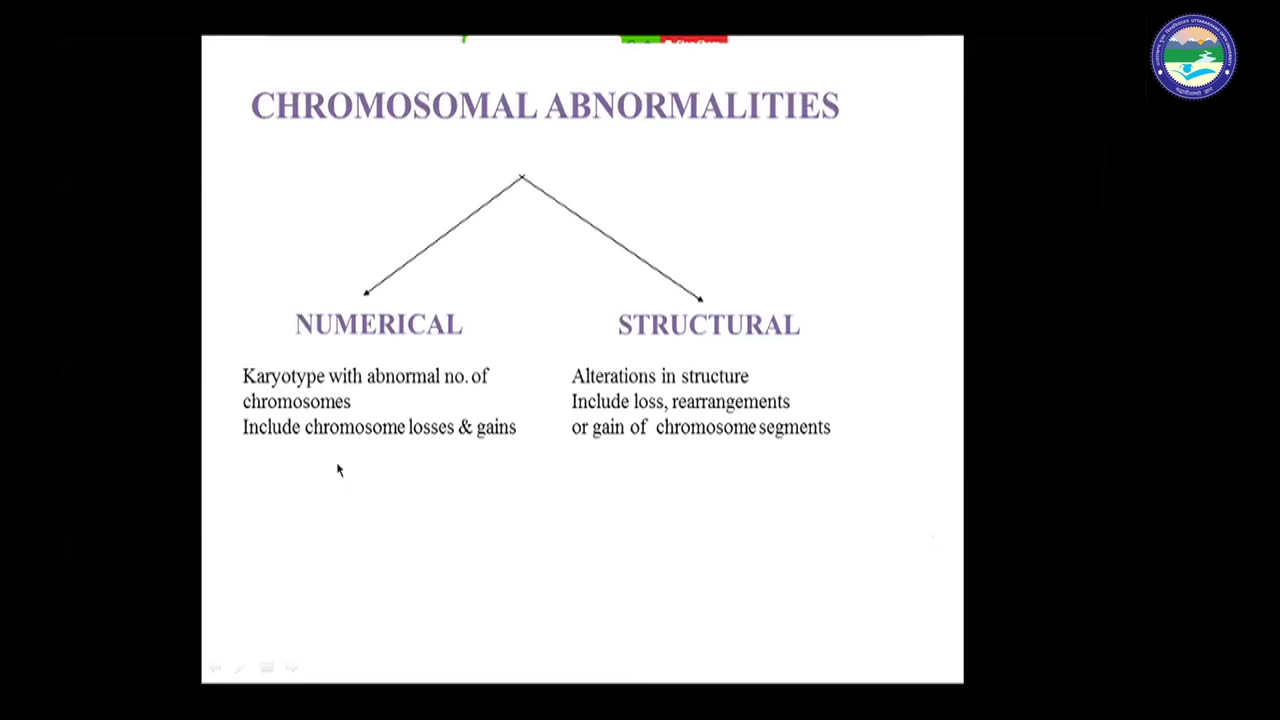 CHROMOSOMAL ABNORMALITIES
NUMERICAL
STRUCTURAL
Karyotype with abnormal no. of
chromosomes
Include chromosome losses & gains
Alterations in structure
Include loss, rearrangements
or gain of chromosome segments